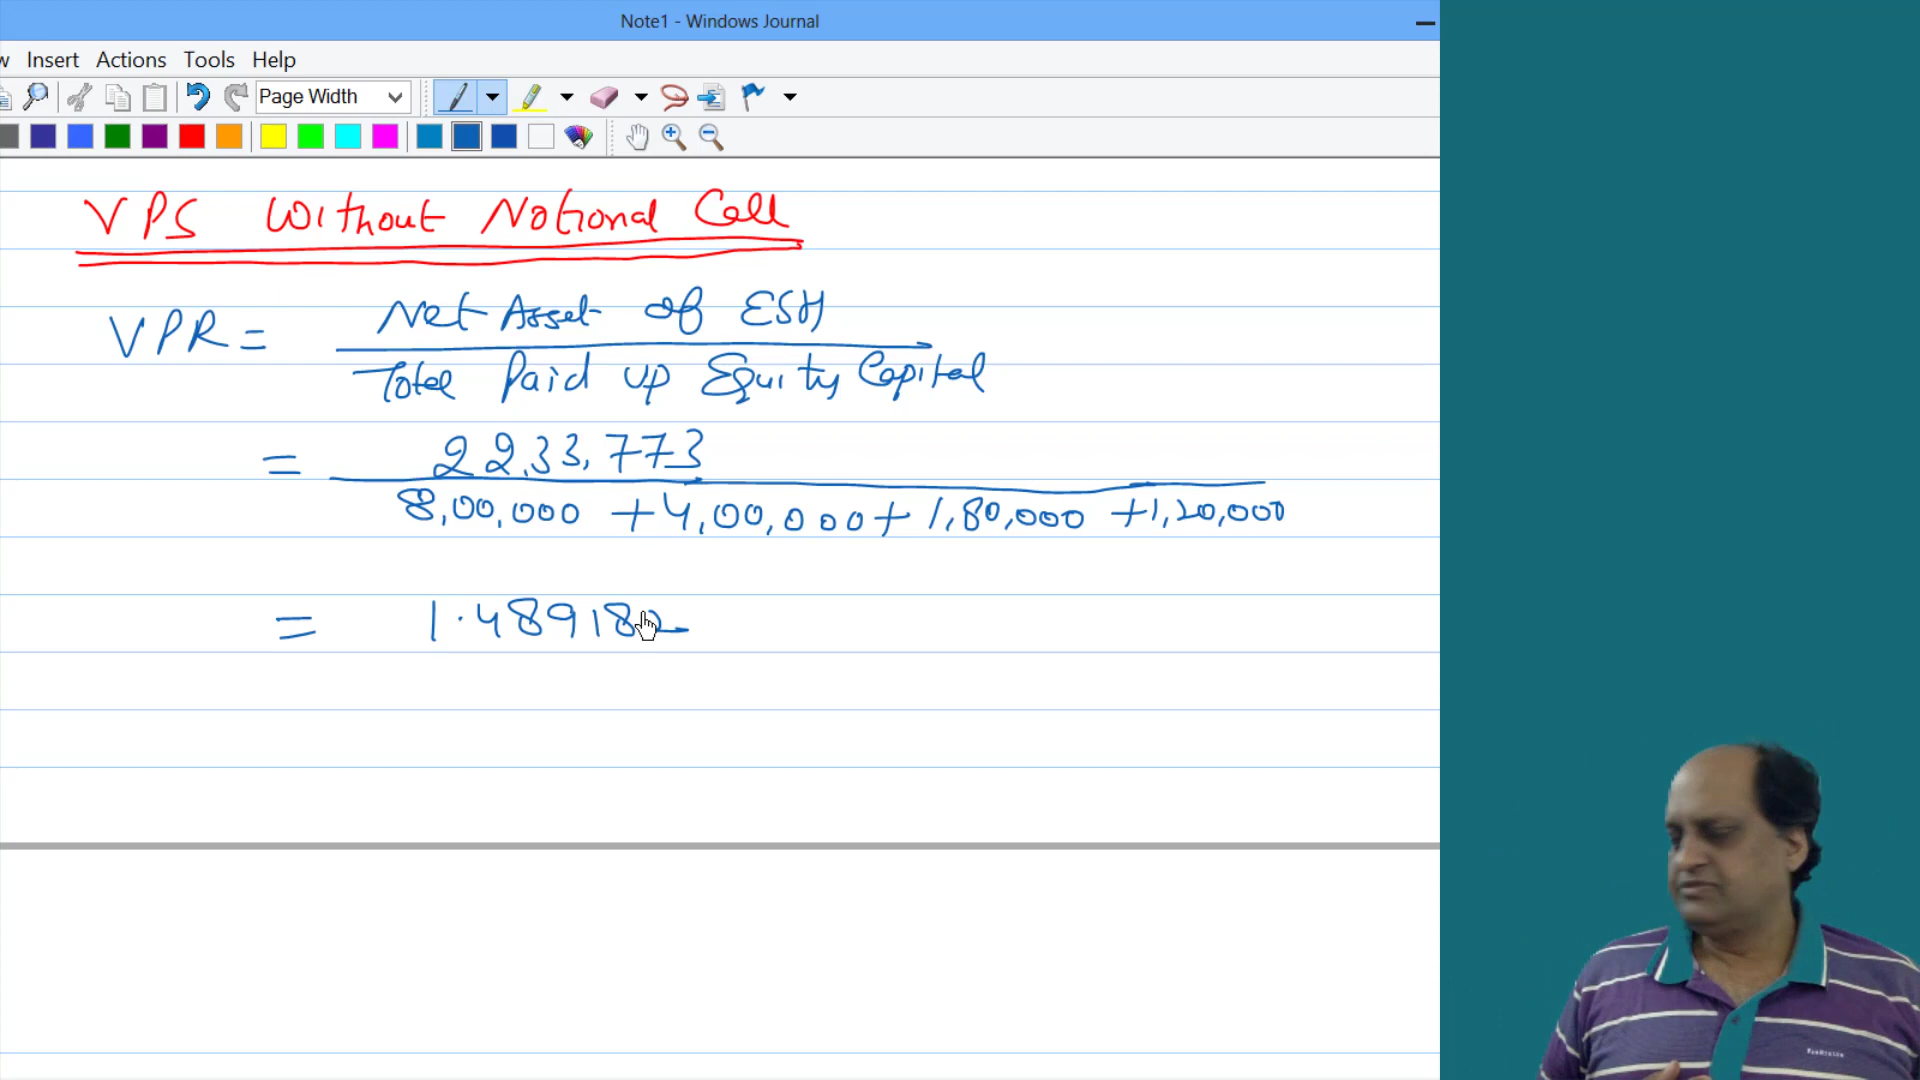 Note1 - Windows Journal
w Insert Actions Tools Help
Page Width
VPS Without Notional Call
VPR = Net Asset of ESH
Total Paid up Equity Capital
= 22,33,773
8,00,000 + 4,00,000 + 1,80,000 + 1,20,000
= 1.489182